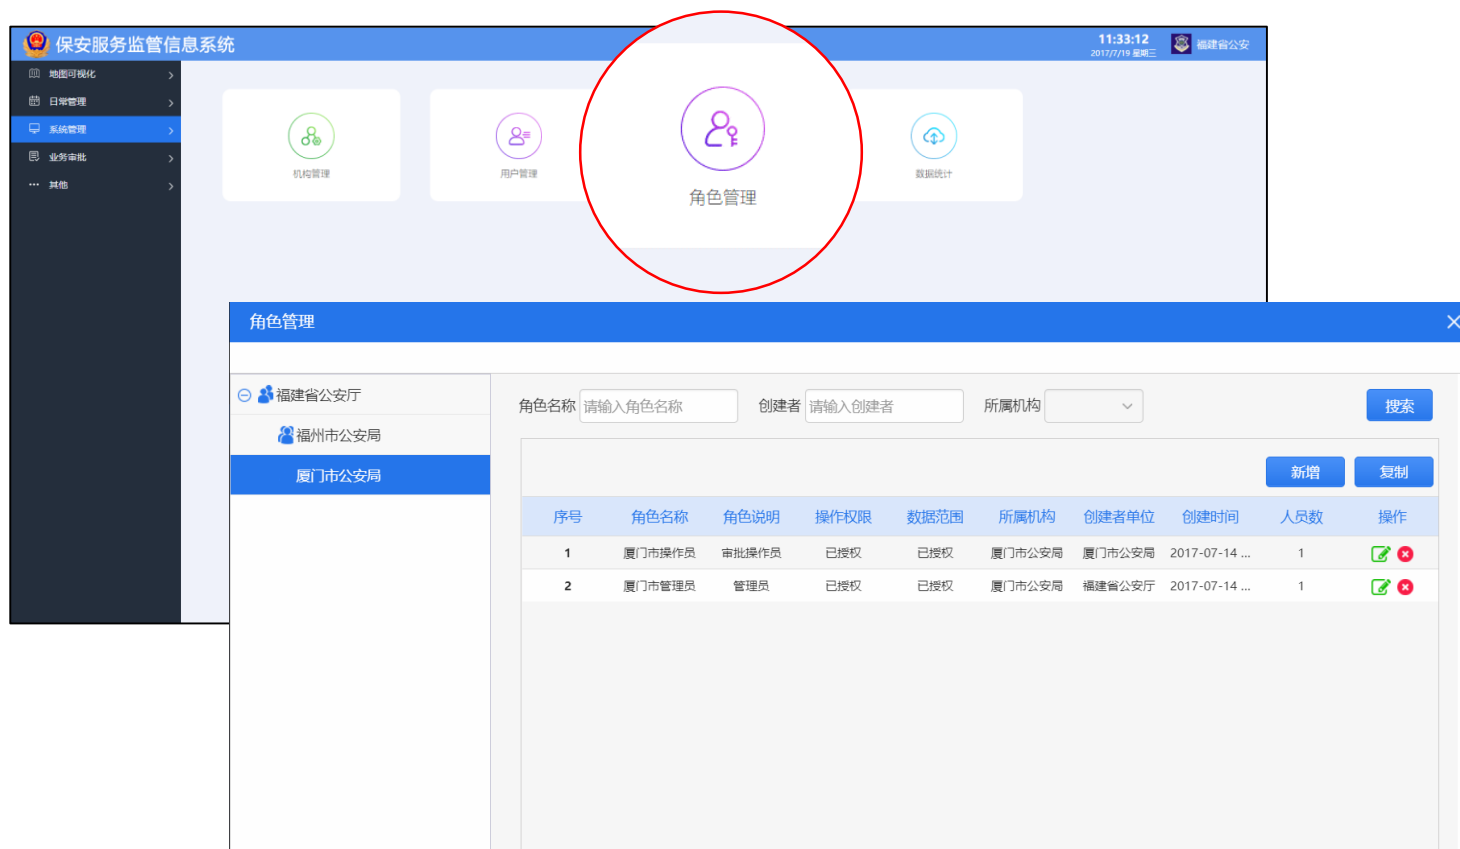 保安服务监管信息系统
11:33:12
2017/7/19 星期三
福建省公安
地图可视化
日常管理
系统管理
业务审批
其他
机构管理
用户管理
角色管理
数据统计
角色管理
福建省公安厅
福州市公安局
厦门市公安局
角色名称 请输入角色名称 创建者 请输入创建者 所属机构 搜索
新增 复制
序号 角色名称 角色说明 操作权限 数据范围 所属机构 创建者单位 创建时间 人员数 操作
1 厦门市操作员 审批操作员 已授权 已授权 厦门市公安局 厦门市公安局 2017-07-14 ... 1
2 厦门市管理员 管理员 已授权 已授权 厦门市公安局 福建省公安厅 2017-07-14 ... 1